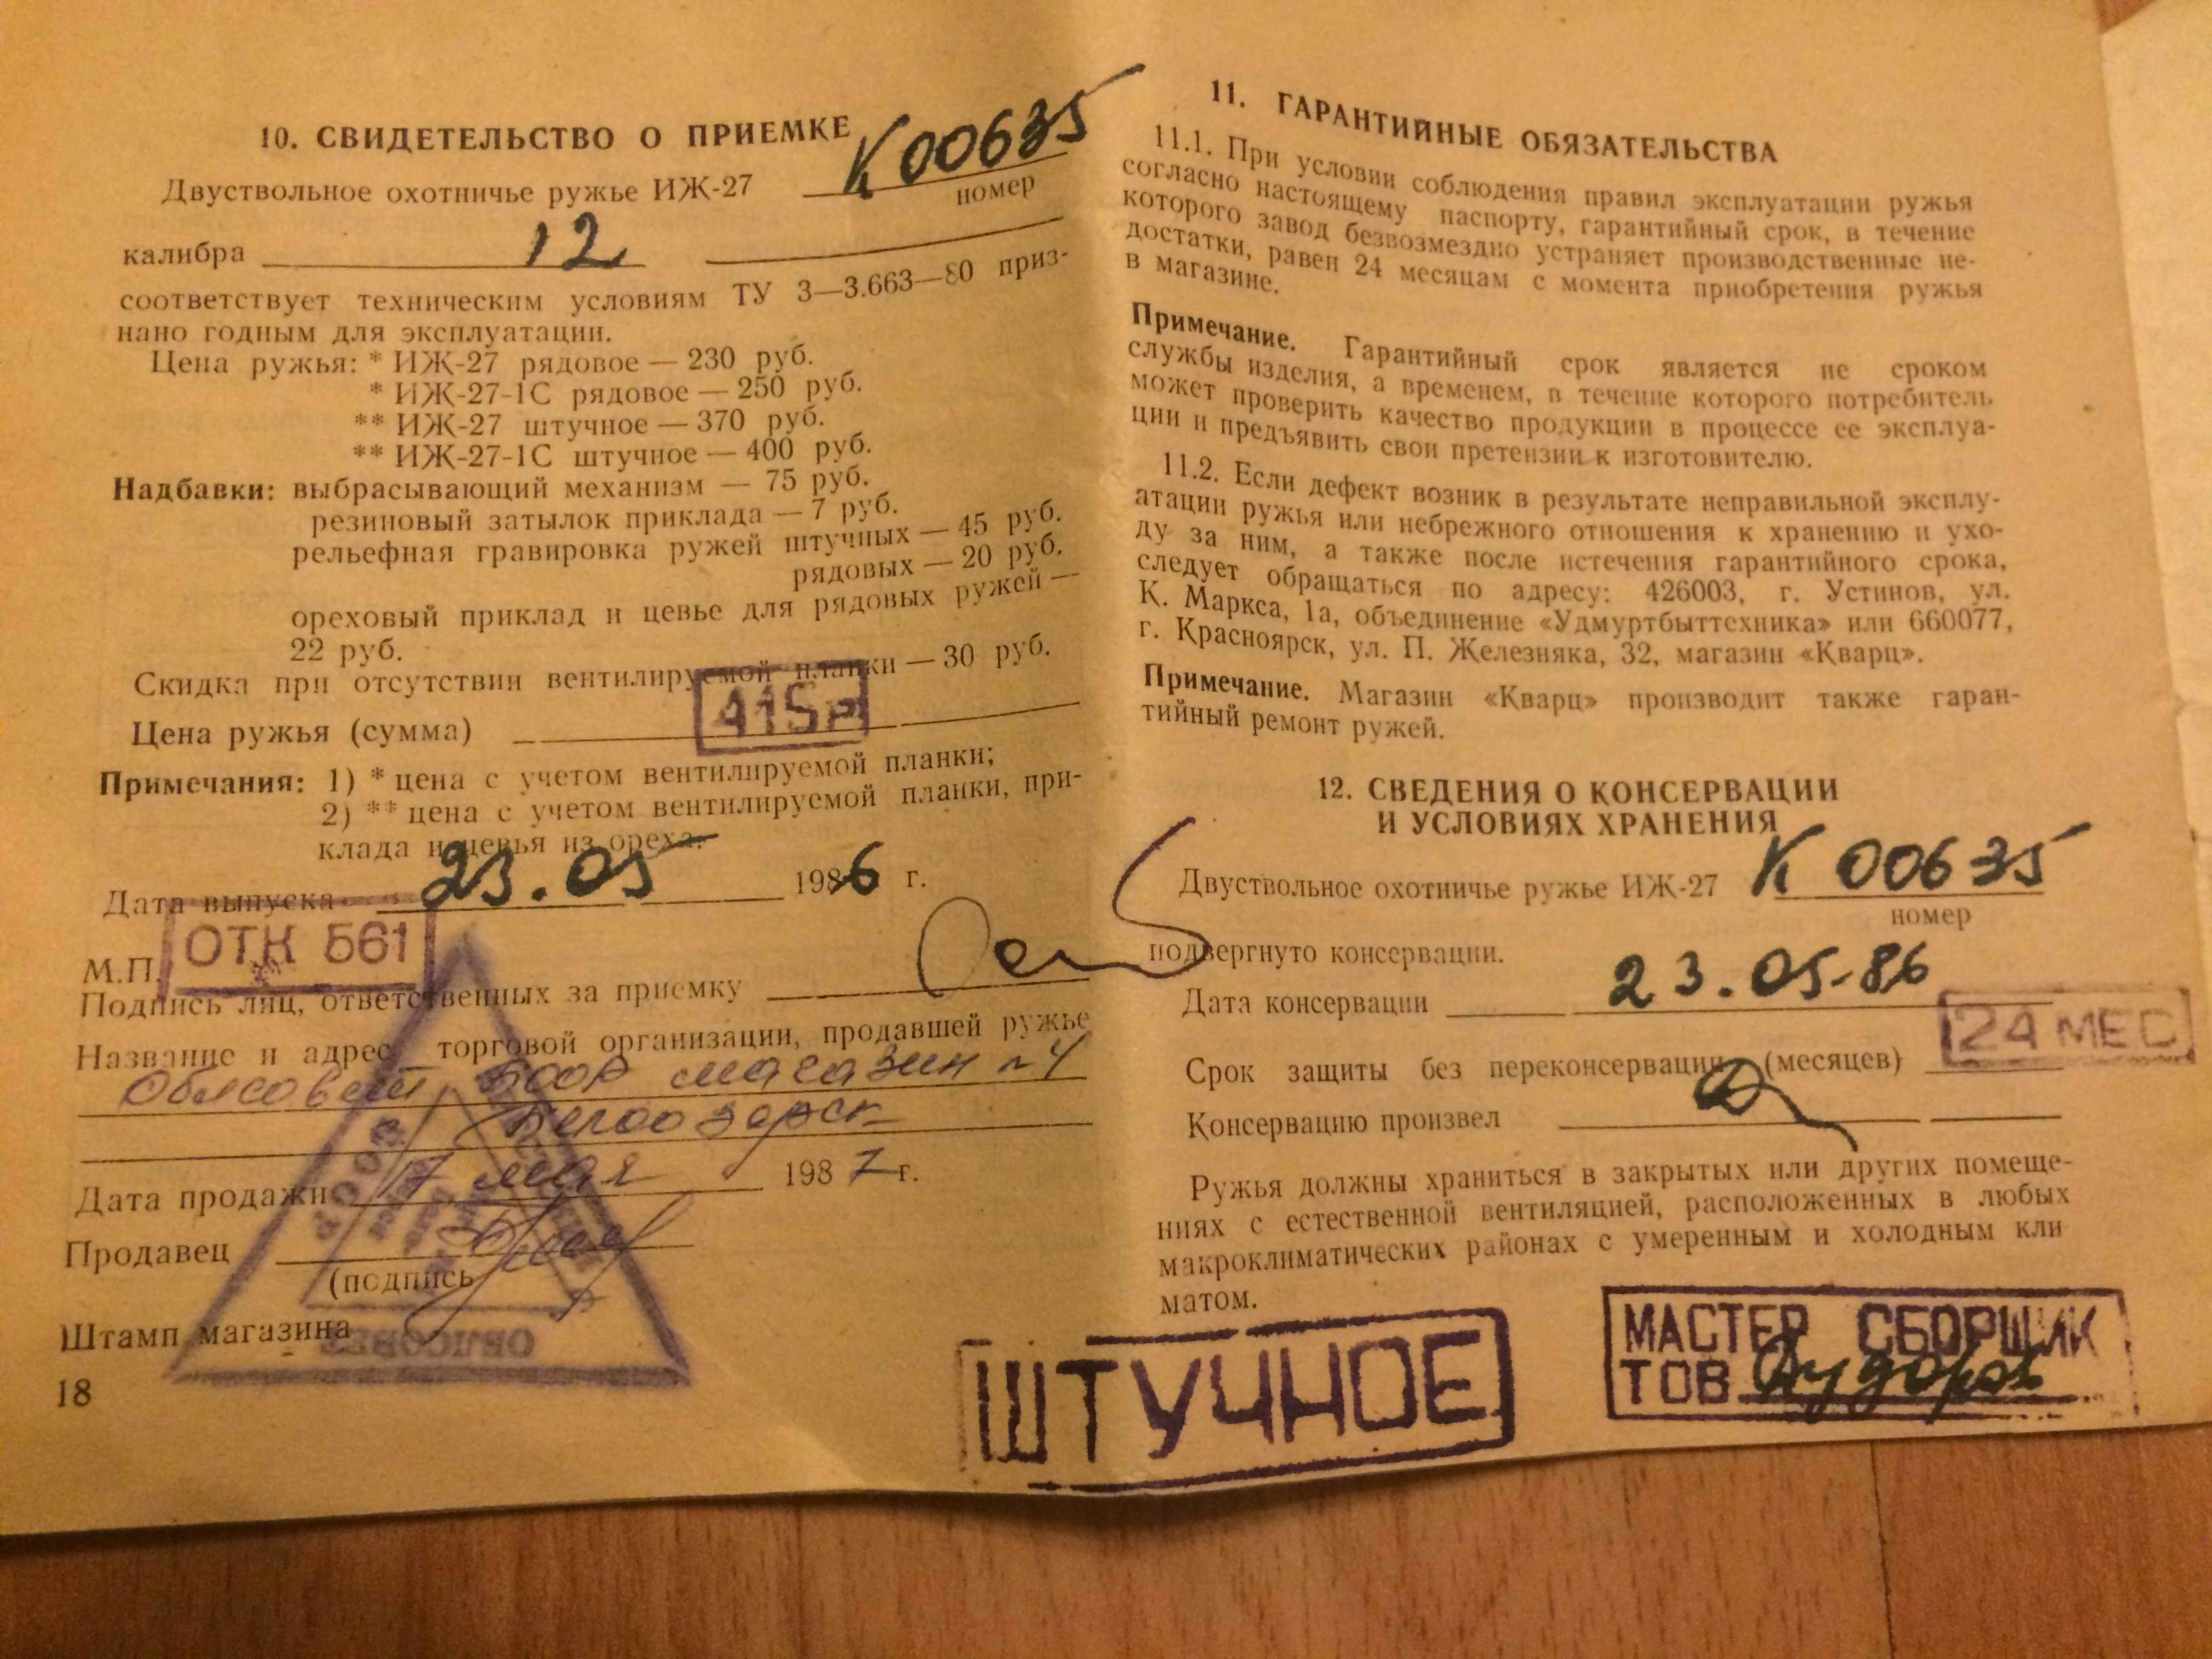 10. СВИДЕТЕЛЬСТВО О ПРИЕМКЕ
Двуствольное охотничье ружье ИЖ-27 К00635
номер
калибра 12
соответствует техническим условиям ТУ 3—3.663—80 приз-
нано годным для эксплуатации.
Цена ружья: * ИЖ-27 рядовое — 230 руб.
* ИЖ-27-1С рядовое — 250 руб.
** ИЖ-27 штучное — 370 руб.
** ИЖ-27-1С штучное — 400 руб.
Надбавки: выбрасывающий механизм — 75 руб.
резиновый затылок приклада — 7 руб.
рельефная гравировка ружей штучных — 45 руб.
рядовых — 20 руб.
ореховый приклад и цевье для рядовых ружей —
22 руб.
Скидка при отсутствии вентилируемой планки — 30 руб.
Цена ружья (сумма) 415р
Примечания: 1) * цена с учетом вентилируемой планки;
2) ** цена с учетом вентилируемой планки, при-
клада и цевья из ореха.
Дата выпуска 23.05 1986 г.
М.П. ОТК 561
Подпись лиц, ответственных за приемку
Название и адрес торговой организации, продавшей ружье
Облсовет БООР магазин №4
Белоозерск
Дата продажи 7 мая 1987 г.
Продавец
(подпись
Штамп магазина
ОБЛСОВЕТ
18
11. ГАРАНТИЙНЫЕ ОБЯЗАТЕЛЬСТВА
11.1. При условии соблюдения правил эксплуатации ружья
согласно настоящему паспорту, гарантийный срок, в течение
которого завод безвозмездно устраняет производственные не-
достатки, равен 24 месяцам с момента приобретения ружья
в магазине.
Примечание. Гарантийный срок является не сроком
службы изделия, а временем, в течение которого потребитель
может проверить качество продукции в процессе ее эксплуа-
ции и предъявить свои претензии к изготовителю.
11.2. Если дефект возник в результате неправильной эксплу-
атации ружья или небрежного отношения к хранению и ухо-
ду за ним, а также после истечения гарантийного срока,
следует обращаться по адресу: 426003, г. Устинов, ул.
К. Маркса, 1а, объединение «Удмуртбыттехника» или 660077,
г. Красноярск, ул. П. Железняка, 32, магазин «Кварц».
Примечание. Магазин «Кварц» производит также гаран-
тийный ремонт ружей.
12. СВЕДЕНИЯ О КОНСЕРВАЦИИ
И УСЛОВИЯХ ХРАНЕНИЯ
Двуствольное охотничье ружье ИЖ-27 К 00635
номер
подвергнуто консервации.
Дата консервации 23.05-86
Срок защиты без переконсервации (месяцев) 24 МЕС
Консервацию произвел
Ружья должны храниться в закрытых или других помеще-
ниях с естественной вентиляцией, расположенных в любых
макроклиматических районах с умеренным и холодным кли
матом.
ШТУЧНОЕ
МАСТЕР СБОРЩИК
ТОВ